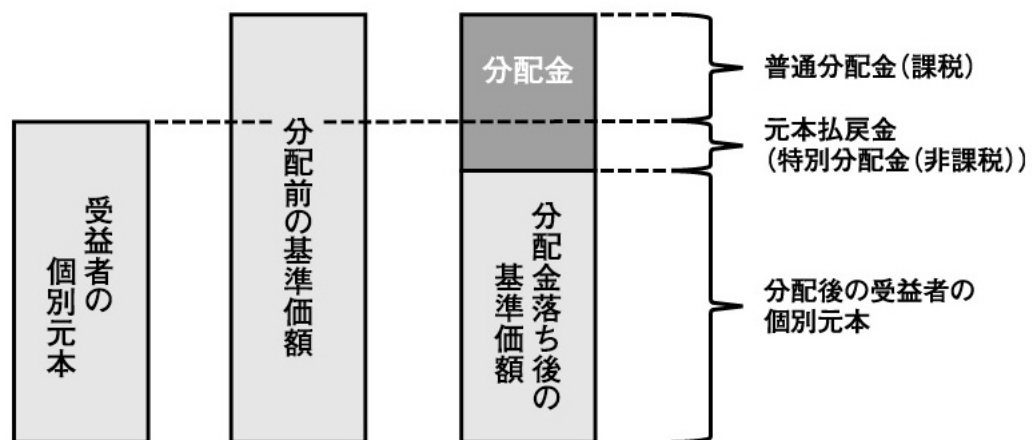 受益者の
個別元本
分配前の基準価額
分配金
分配金落ち後の
基準価額
普通分配金(課税)
元本払戻金
(特別分配金(非課税))
分配後の受益者の
個別元本